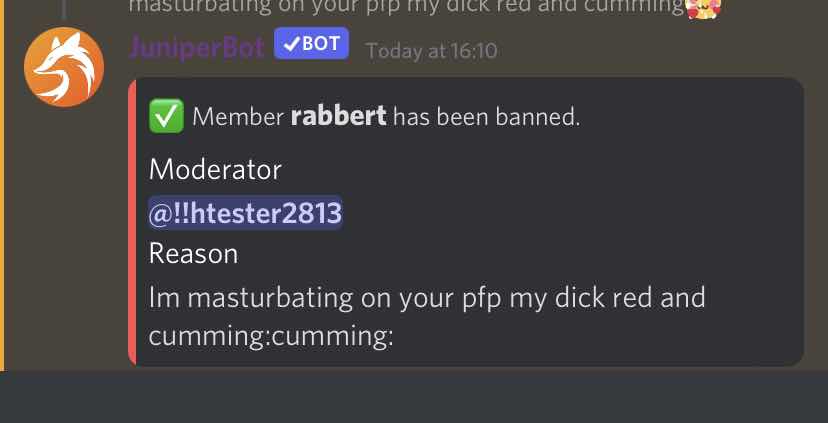 masturbating on your pfp my dick red and cumming
JuniperBot ✓BOT Today at 16:10
✅ Member rabbert has been banned.
Moderator
@!!htester2813
Reason
Im masturbating on your pfp my dick red and
cumming:cumming: